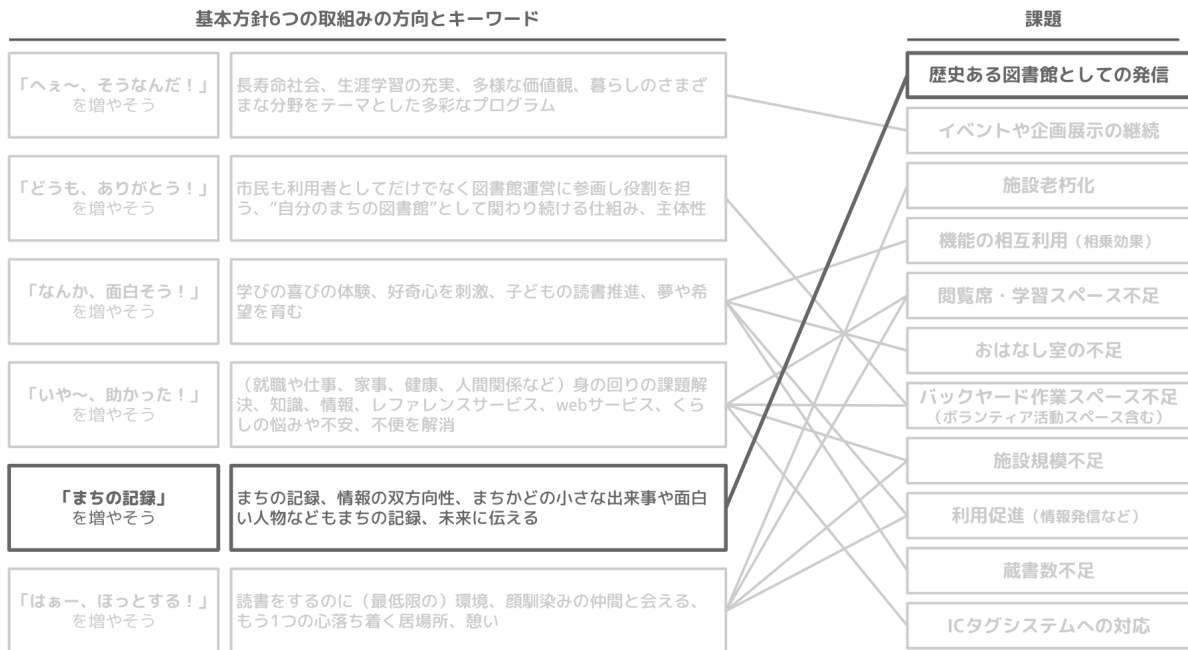 基本方針6つの取組みの方向とキーワード
「へぇ〜、そうなんだ！」
を増やそう
長寿命社会、生涯学習の充実、多様な価値観、暮らしのさまざ
まな分野をテーマとした多彩なプログラム
「どうも、ありがとう！」
を増やそう
市民も利用者としてだけでなく図書館運営に参画し役割を担
う、“自分のまちの図書館”として関わり続ける仕組み、主体性
「なんか、面白そう！」
を増やそう
学びの喜びの体験、好奇心を刺激、子どもの読書推進、夢や希
望を育む
「いや〜、助かった！」
を増やそう
（就職や仕事、家事、健康、人間関係など）身の回りの課題解
決、知識、情報、レファレンスサービス、webサービス、くら
しの悩みや不安、不便を解消
「まちの記録」
を増やそう
まちの記録、情報の双方向性、まちかどの小さな出来事や面白
い人物などもまちの記録、未来に伝える
「はぁー、ほっとする！」
を増やそう
読書をするのに（最低限の）環境、顔馴染みの仲間と会える、
もう1つの心落ち着く居場所、憩い
課題
歴史ある図書館としての発信
イベントや企画展示の継続
施設老朽化
機能の相互利用（相乗効果）
閲覧席・学習スペース不足
おはなし室の不足
バックヤード作業スペース不足
（ボランティア活動スペース含む）
施設規模不足
利用促進（情報発信など）
蔵書数不足
ICタグシステムへの対応